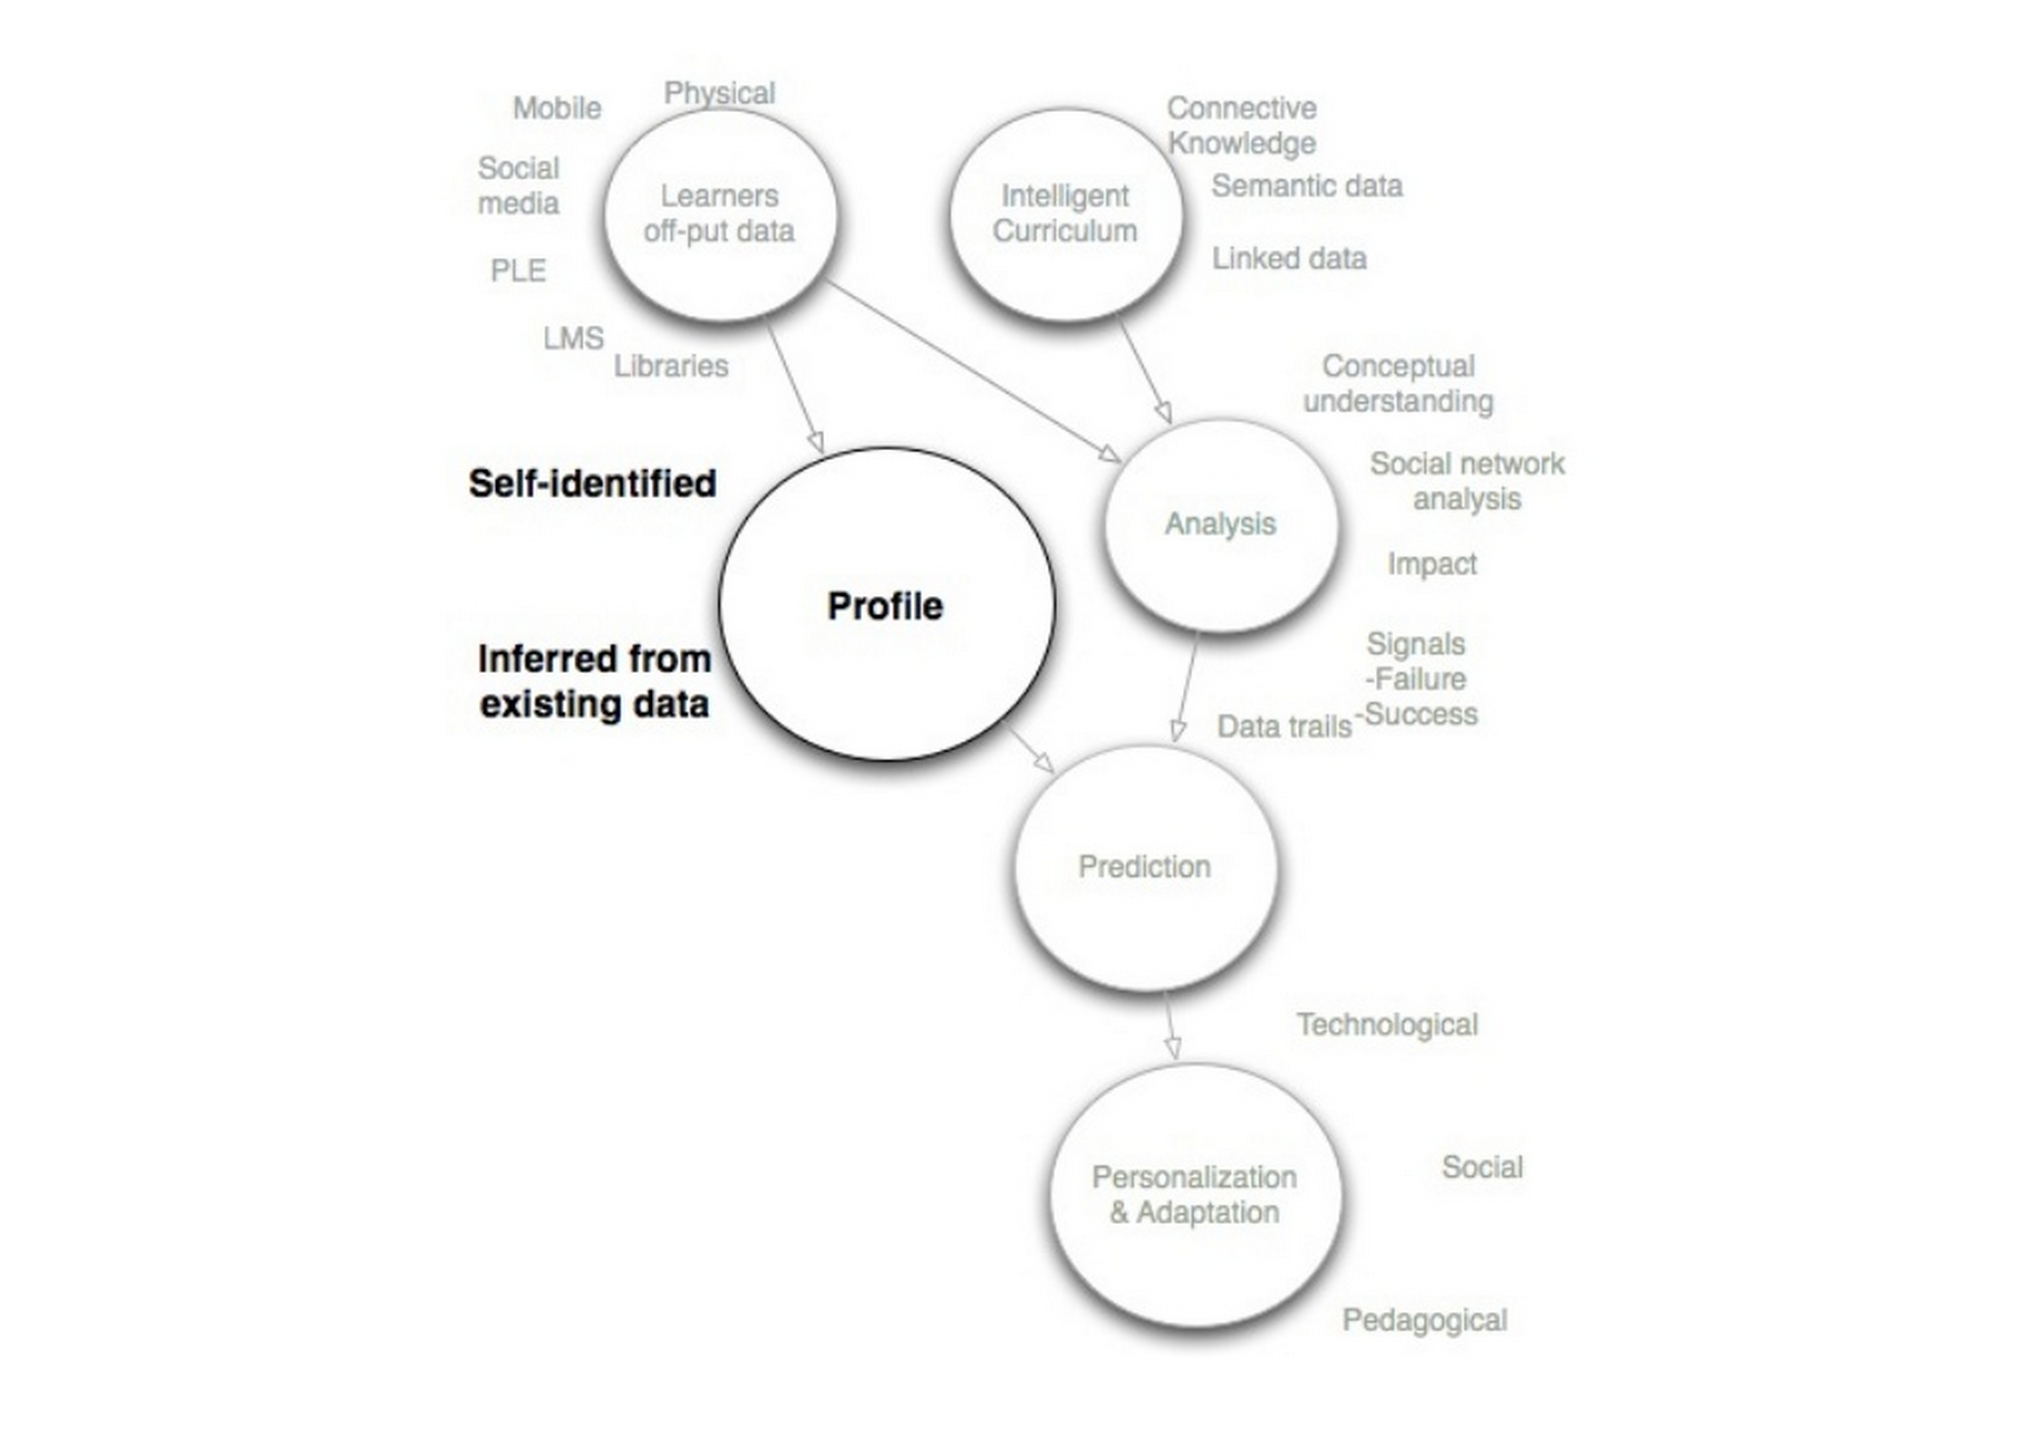 Physical
Mobile
Social
media
PLE
LMS
Libraries
Learners
off-put data
Intelligent
Curriculum
Connective
Knowledge
Semantic data
Linked data
Self-identified
Profile
Inferred from
existing data
Analysis
Conceptual
understanding
Social network
analysis
Impact
Signals
-Failure
-Success
Data trails
Prediction
Technological
Personalization
& Adaptation
Social
Pedagogical